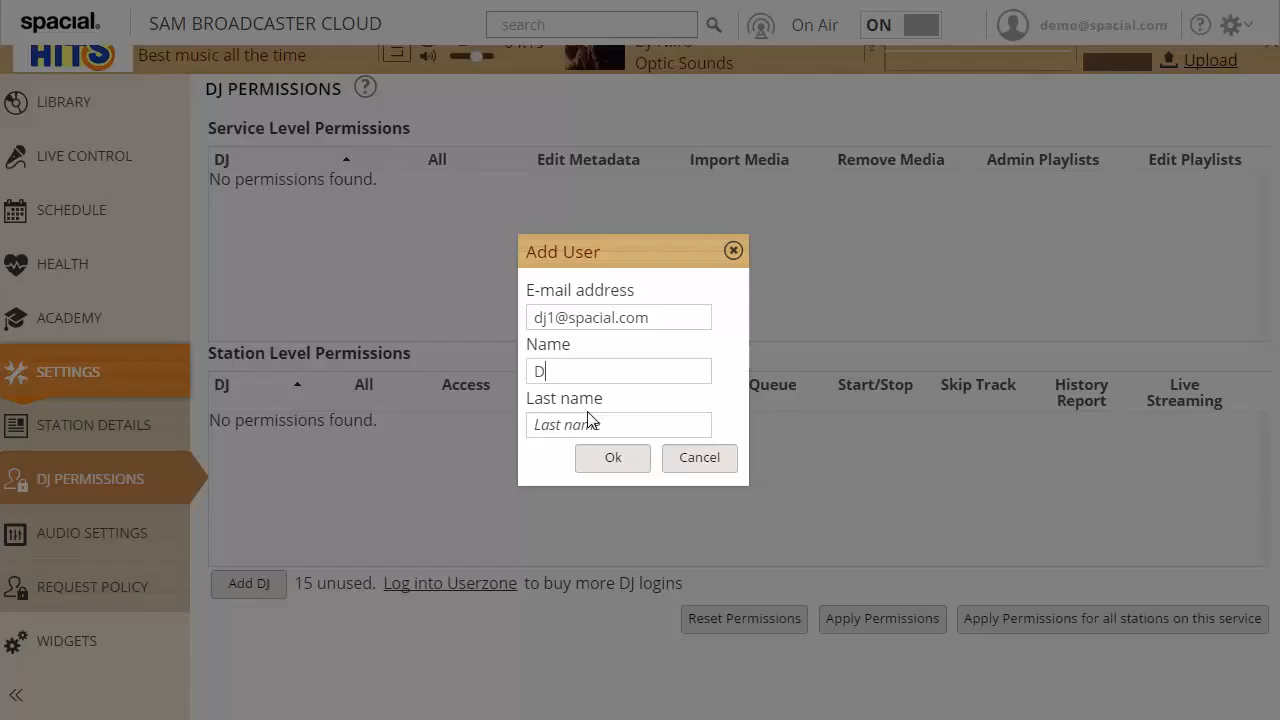 spacial.
SAM BROADCASTER CLOUD
search
On Air
ON
demo@spacial.com
HITS
Best music all the time
Optic Sounds
Upload
LIBRARY
LIVE CONTROL
SCHEDULE
HEALTH
ACADEMY
SETTINGS
STATION DETAILS
DJ PERMISSIONS
AUDIO SETTINGS
REQUEST POLICY
WIDGETS
DJ PERMISSIONS
Service Level Permissions
DJ All Edit Metadata Import Media Remove Media Admin Playlists Edit Playlists
No permissions found.
Add User
E-mail address
dj1@spacial.com
Name
D
Last name
Last name
Ok Cancel
Station Level Permissions
DJ All Access Queue Start/Stop Skip Track History Report Live Streaming
No permissions found.
Add DJ 15 unused. Log into Userzone to buy more DJ logins
Reset Permissions Apply Permissions Apply Permissions for all stations on this service